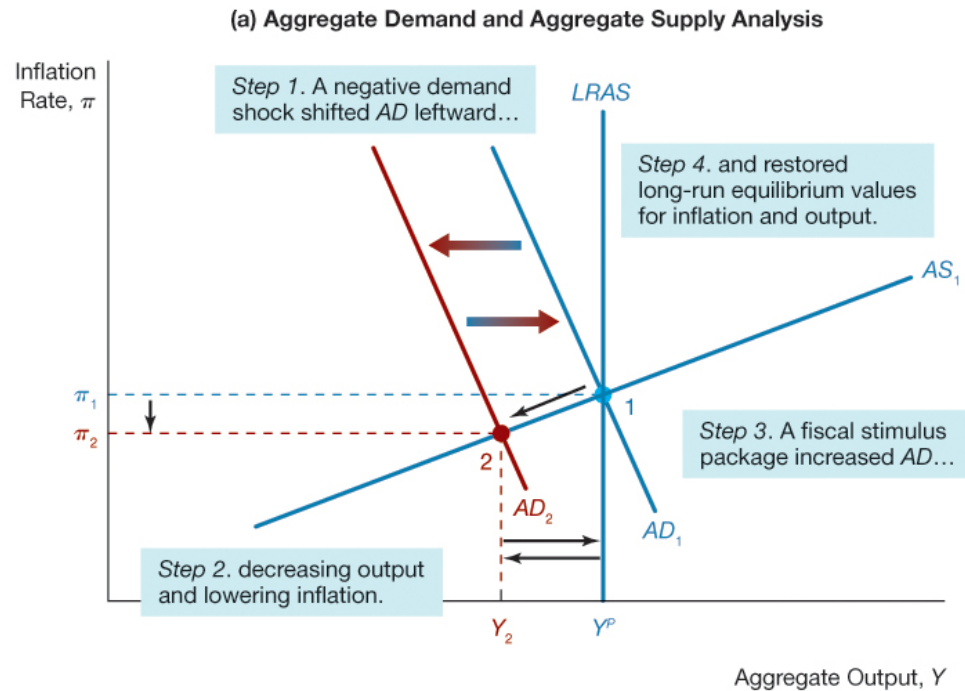 (a) Aggregate Demand and Aggregate Supply Analysis
Inflation
Rate, π
Step 1. A negative demand
shock shifted AD leftward…
LRAS
Step 4. and restored
long-run equilibrium values
for inflation and output.
AS₁
π₁
1
π₂
2
Step 3. A fiscal stimulus
package increased AD…
AD₂
AD₁
Step 2. decreasing output
and lowering inflation.
Y₂
Yᴾ
Aggregate Output, Y